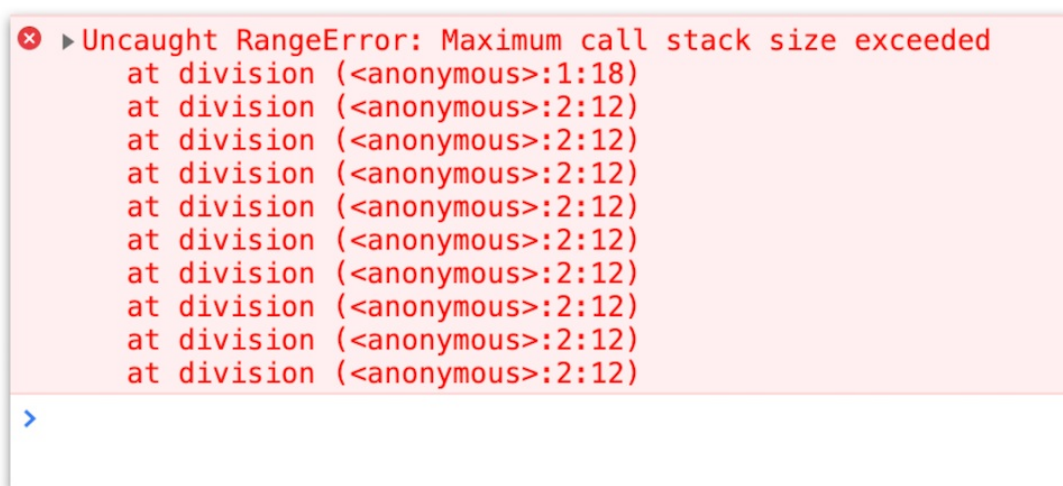 Uncaught RangeError: Maximum call stack size exceeded
at division (<anonymous>:1:18)
at division (<anonymous>:2:12)
at division (<anonymous>:2:12)
at division (<anonymous>:2:12)
at division (<anonymous>:2:12)
at division (<anonymous>:2:12)
at division (<anonymous>:2:12)
at division (<anonymous>:2:12)
at division (<anonymous>:2:12)
at division (<anonymous>:2:12)